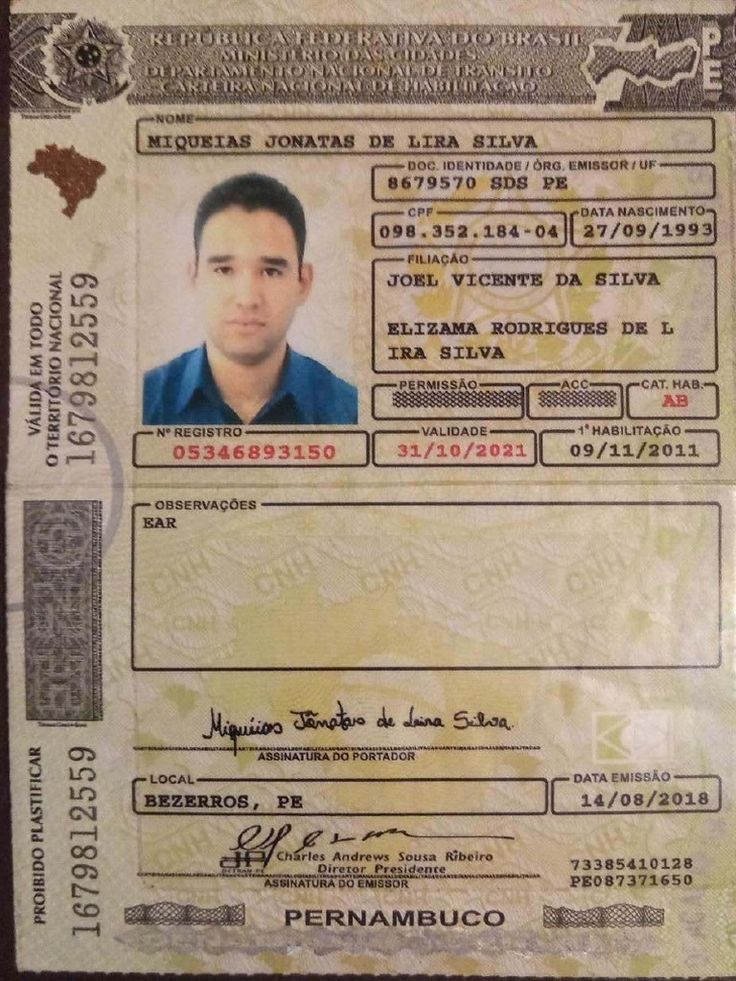 REPÚBLICA FEDERATIVA DO BRASIL
MINISTÉRIO DAS CIDADES
DEPARTAMENTO NACIONAL DE TRÂNSITO
CARTEIRA NACIONAL DE HABILITAÇÃO
PE
NOME
MIQUEIAS JONATAS DE LIRA SILVA
DOC. IDENTIDADE / ÓRG. EMISSOR / UF
8679570 SDS PE
CPF
DATA NASCIMENTO
098.352.184-04
27/09/1993
FILIAÇÃO
JOEL VICENTE DA SILVA
ELIZAMA RODRIGUES DE L
IRA SILVA
PERMISSÃO
ACC
CAT. HAB.
AB
Nº REGISTRO
VALIDADE
1ª HABILITAÇÃO
05346893150
31/10/2021
09/11/2011
VÁLIDA EM TODO
O TERRITÓRIO NACIONAL
1679812559
OBSERVAÇÕES
EAR
CNH CNH CNH CNH
Miquéias Jônatas de Lira Silva
ASSINATURA DO PORTADOR
LOCAL
DATA EMISSÃO
BEZERROS, PE
14/08/2018
Charles Andrews Sousa Ribeiro
Diretor Presidente
DETRAN-PE
ASSINATURA DO EMISSOR
73385410128
PE087371650
PROIBIDO PLASTIFICAR
1679812559
PERNAMBUCO